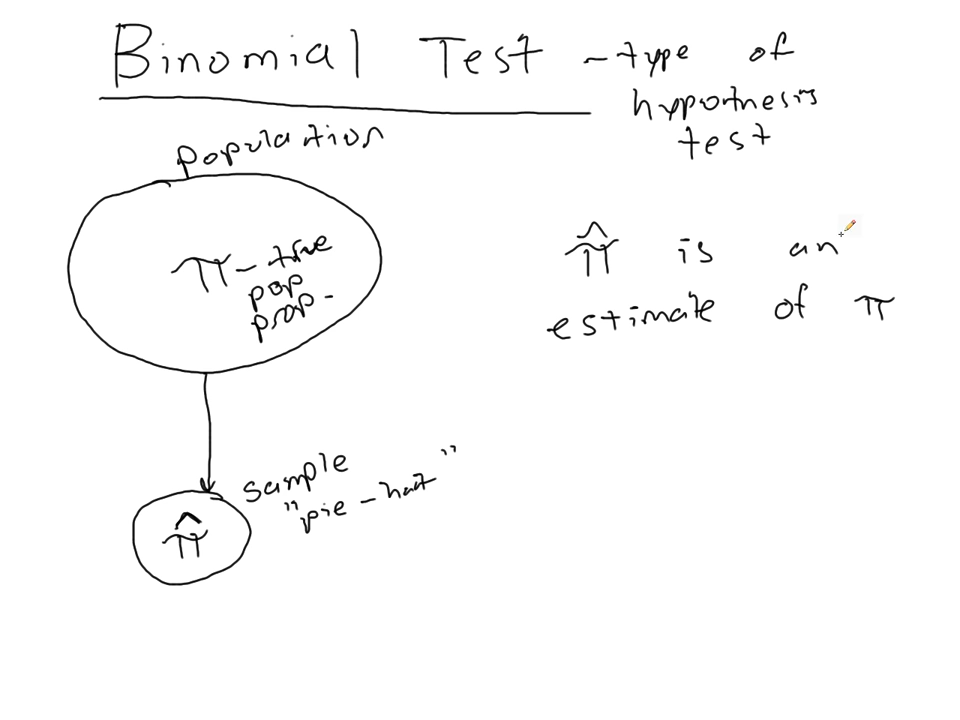 Binomial Test - type of
hypothesis
test
population
π - true
pop
prop.
π̂ is an
estimate of π
sample
"pie-hat"
π̂